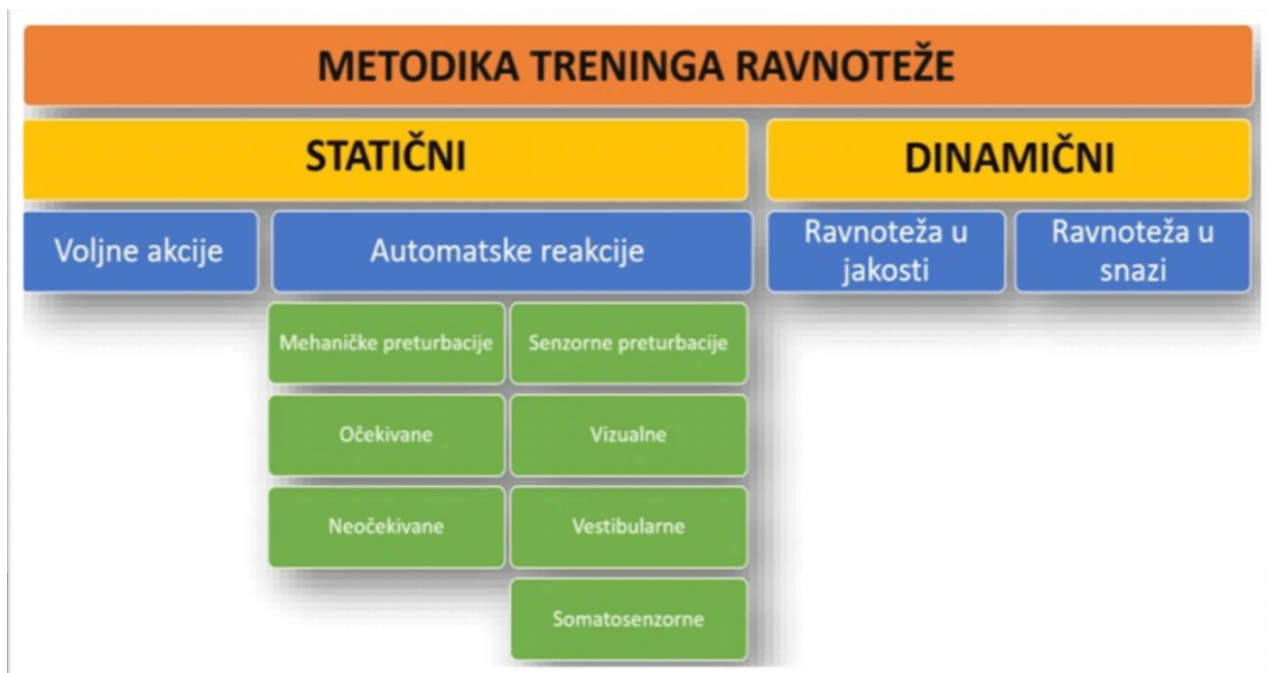 METODIKA TRENINGA RAVNOTEŽE
STATIČNI
DINAMIČNI
Voljne akcije
Automatske reakcije
Ravnoteža u
jakosti
Ravnoteža u
snazi
Mehaničke preturbacije
Senzorne preturbacije
Očekivane
Vizualne
Neočekivane
Vestibularne
Somatosenzorne